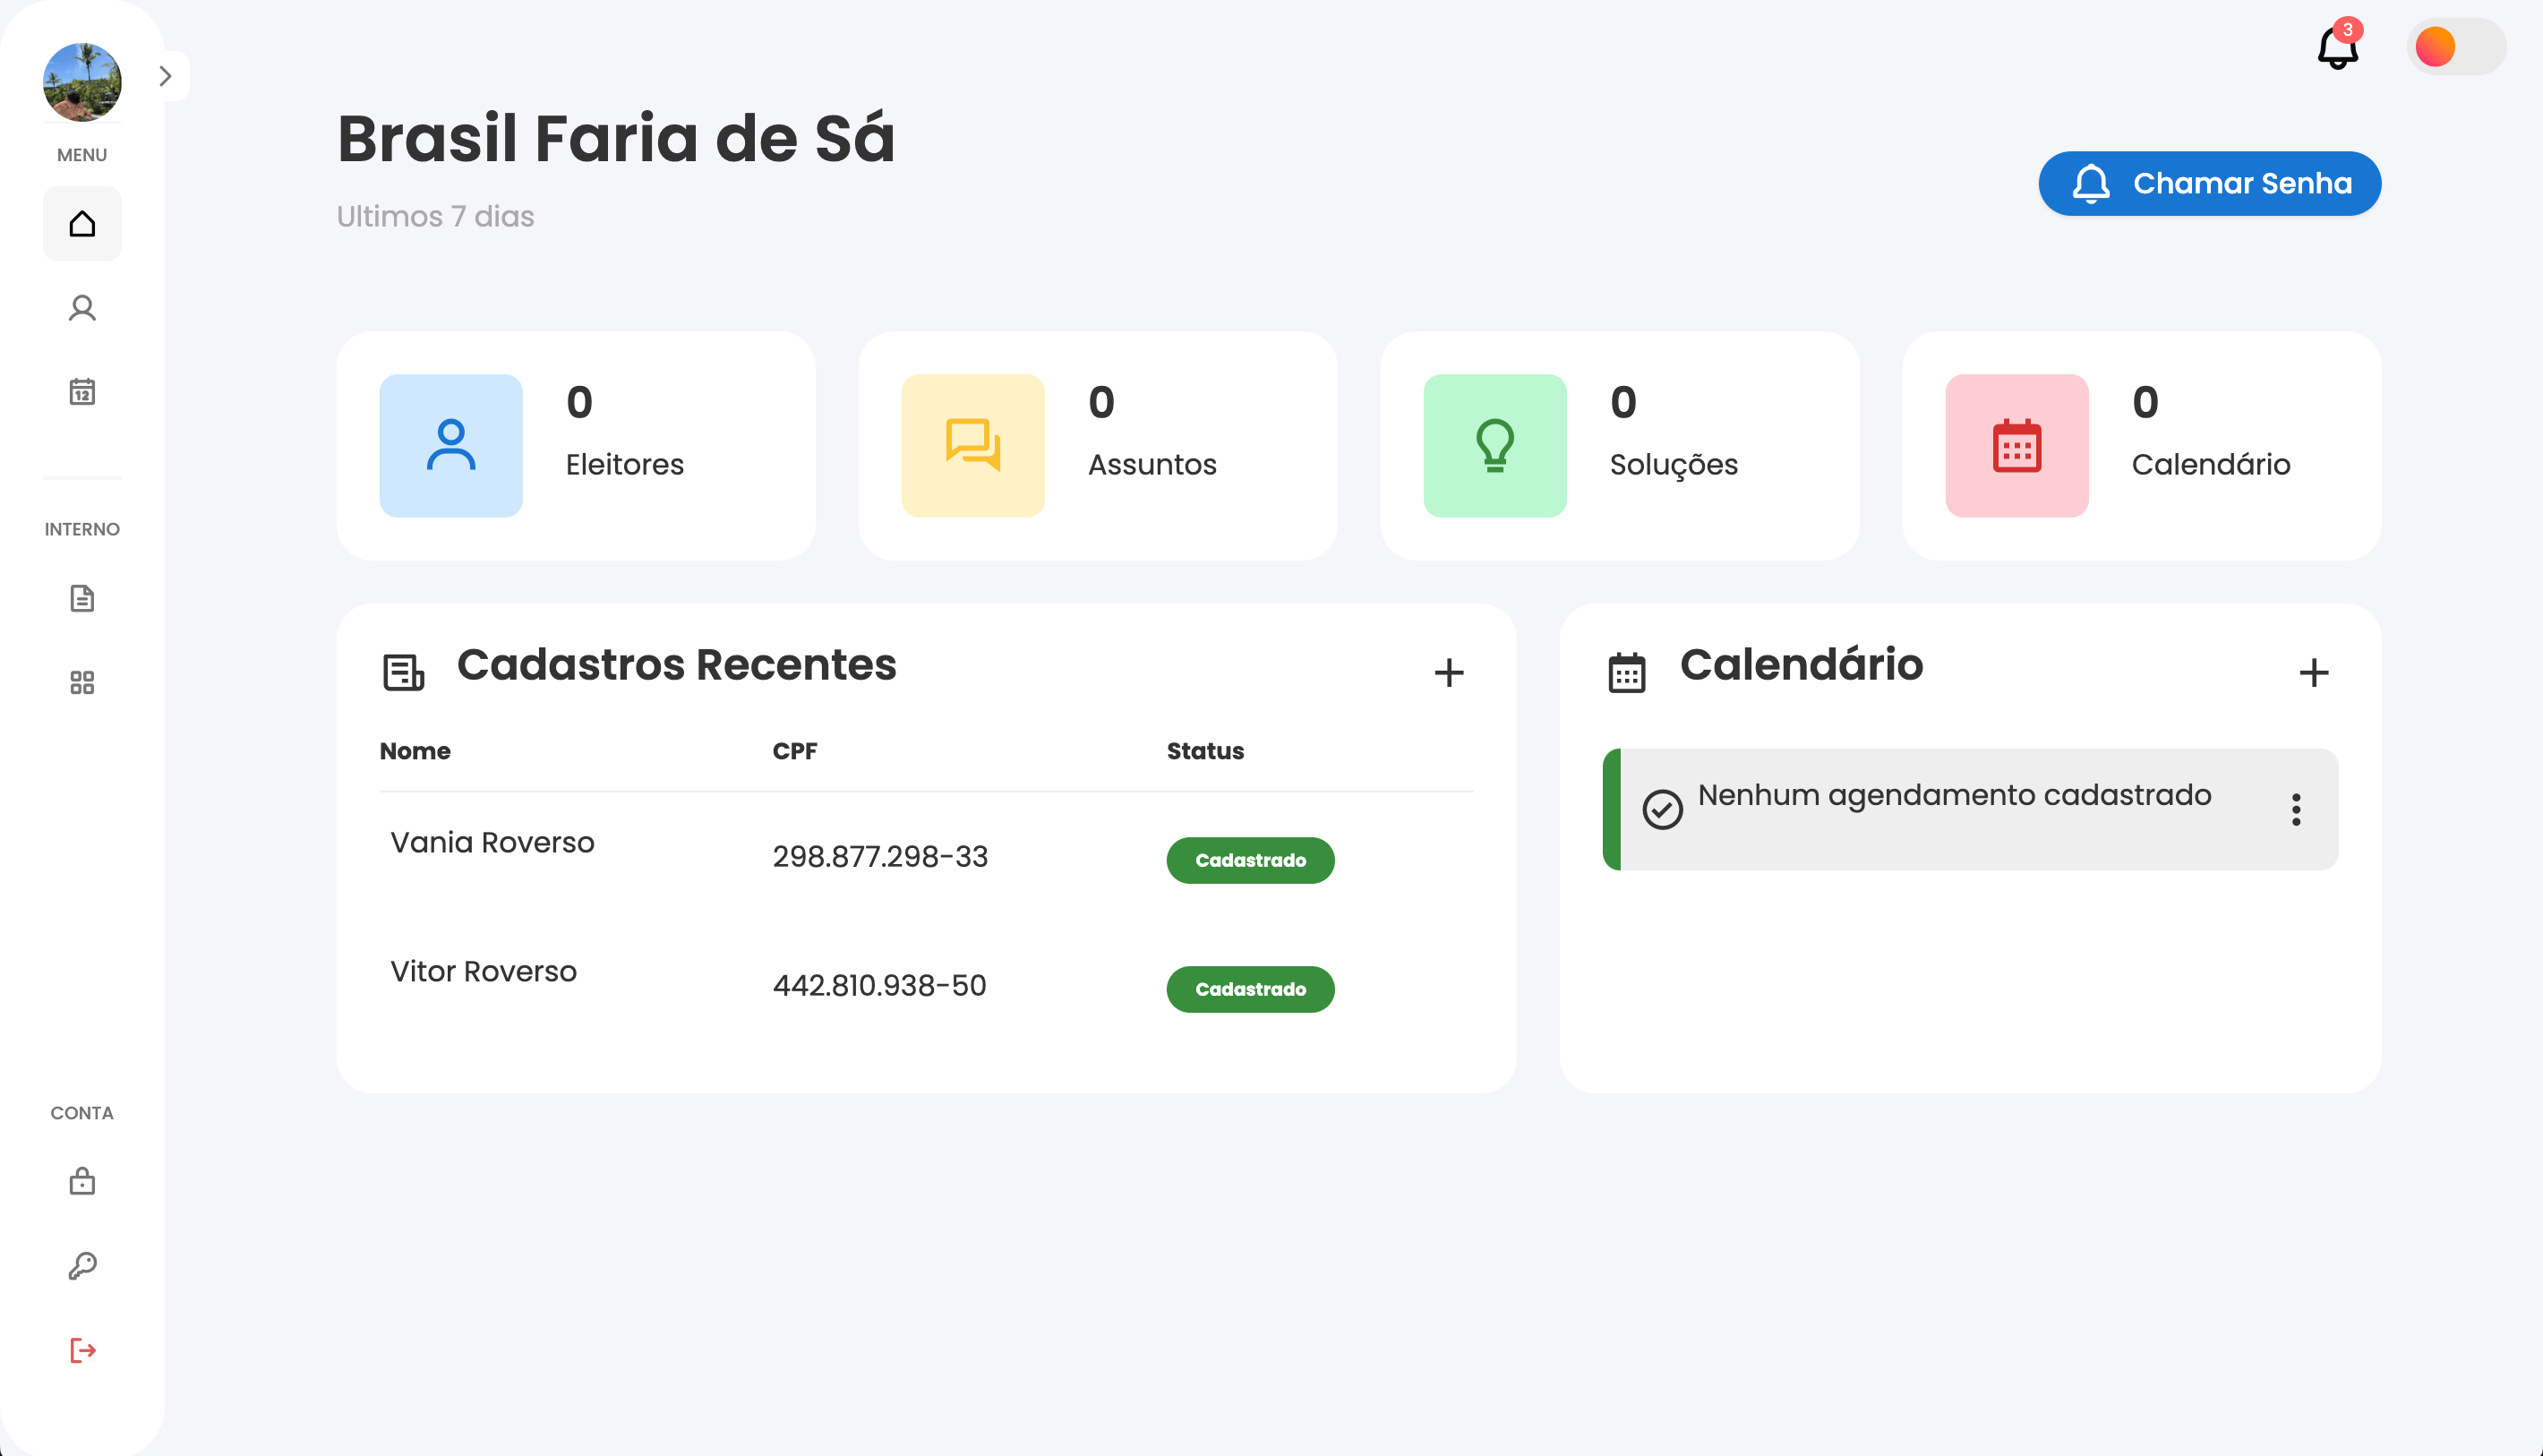 3
MENU
Brasil Faria de Sá
Ultimos 7 dias
Chamar Senha
12
0
Eleitores
0
Assuntos
0
Soluções
0
Calendário
INTERNO
Cadastros Recentes
Nome CPF Status
Vania Roverso 298.877.298-33 Cadastrado
Vitor Roverso 442.810.938-50 Cadastrado
Calendário
Nenhum agendamento cadastrado
CONTA